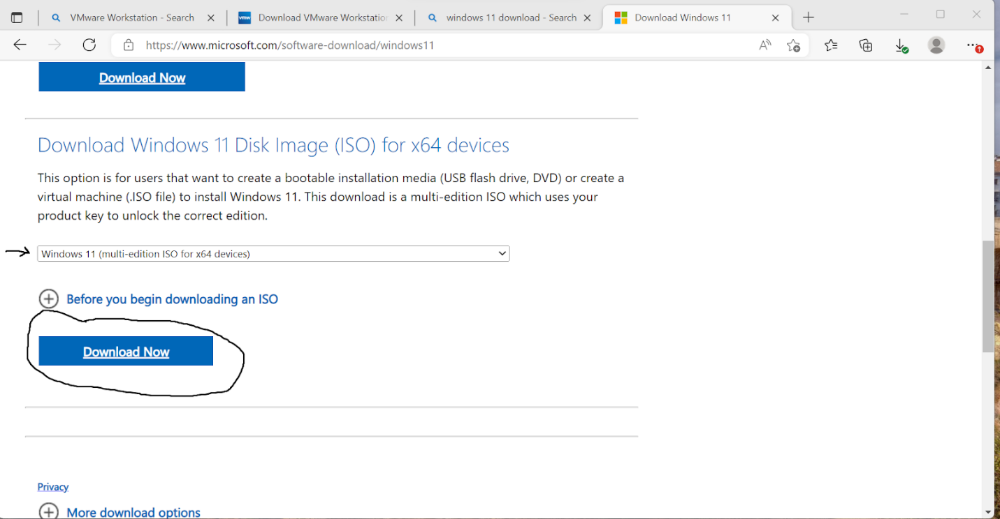 VMware Workstation - Search
vmw
Download VMware Workstation
windows 11 download - Search
Download Windows 11
https://www.microsoft.com/software-download/windows11
Download Now
Download Windows 11 Disk Image (ISO) for x64 devices
This option is for users that want to create a bootable installation media (USB flash drive, DVD) or create a
virtual machine (.ISO file) to install Windows 11. This download is a multi-edition ISO which uses your
product key to unlock the correct edition.
Windows 11 (multi-edition ISO for x64 devices)
Before you begin downloading an ISO
Download Now
Privacy
More download options